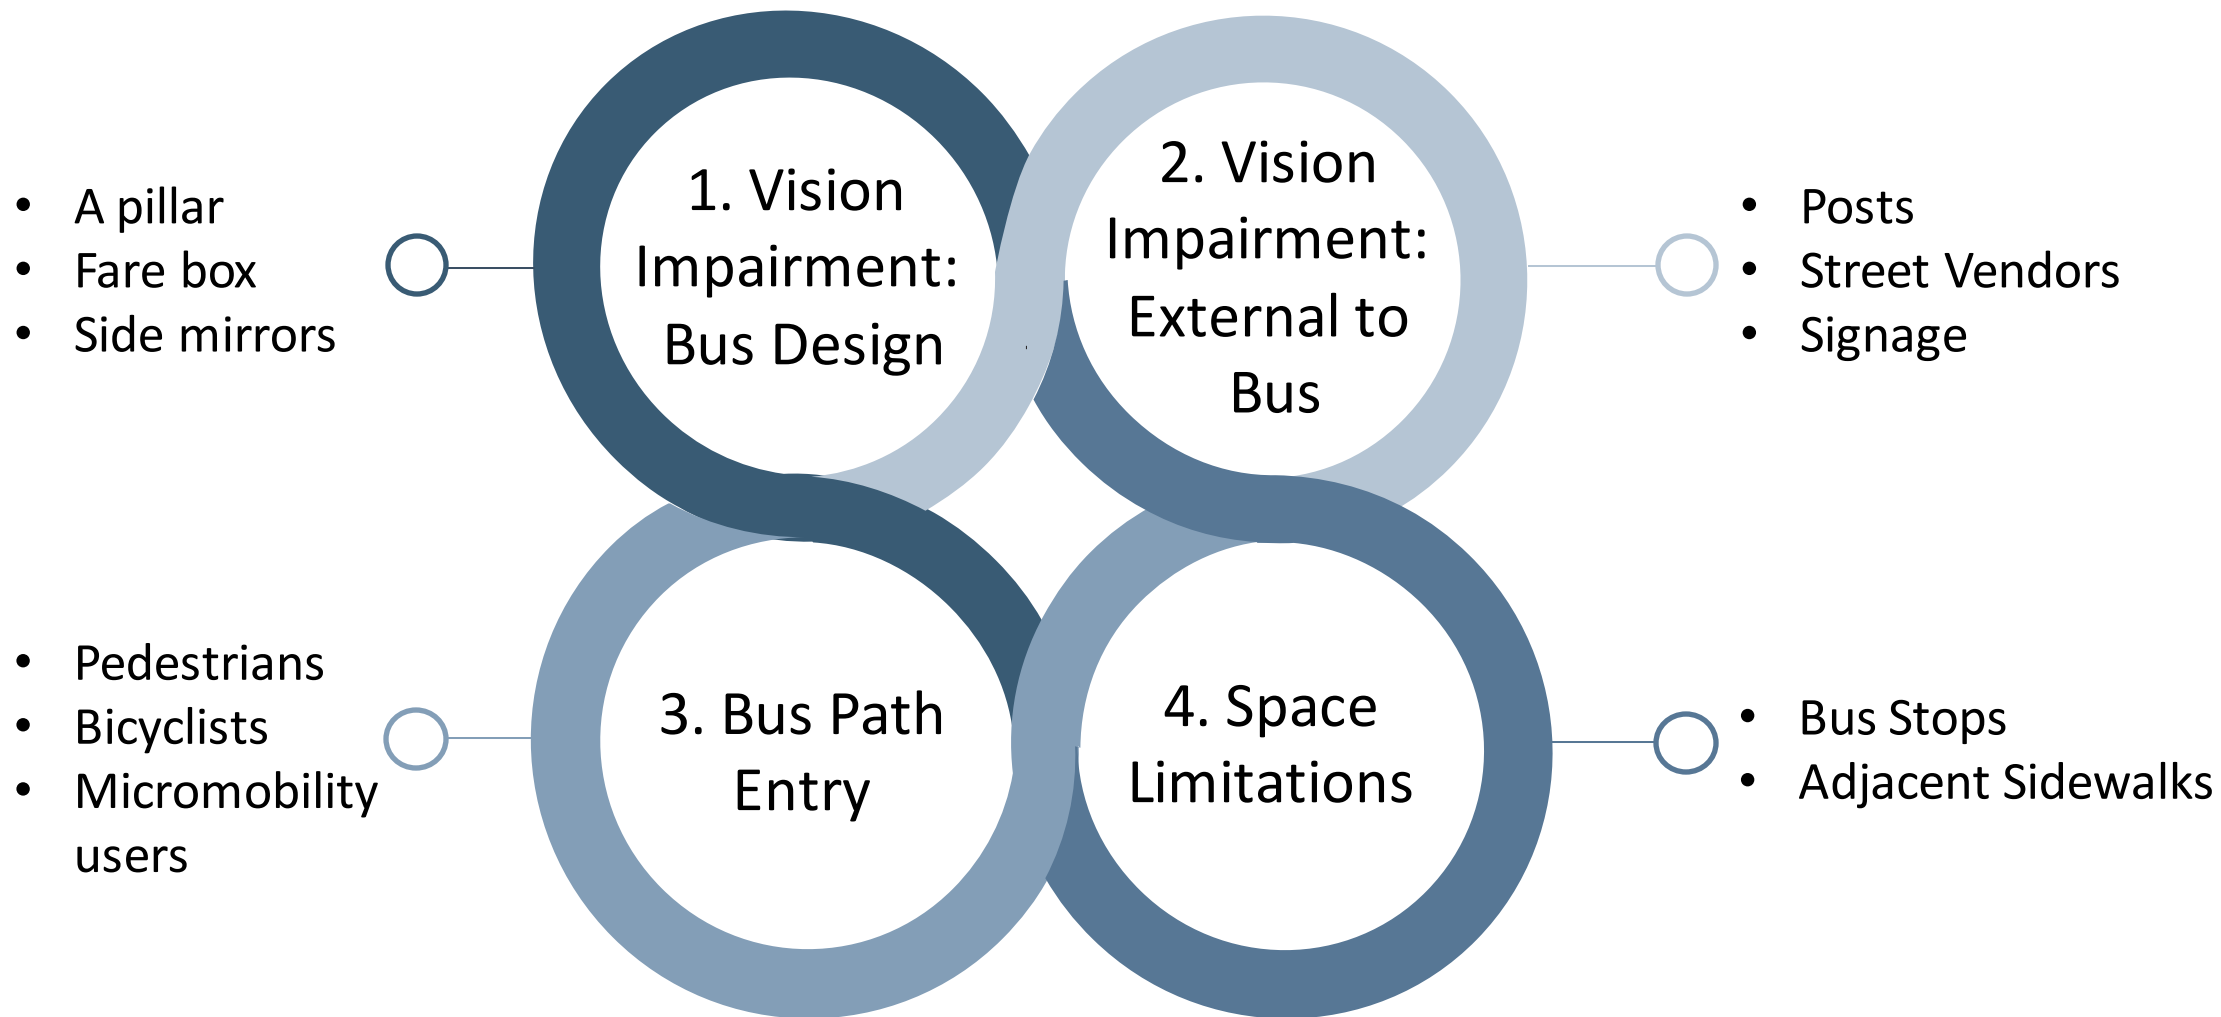 1. Vision
Impairment:
Bus Design
• A pillar
• Fare box
• Side mirrors
2. Vision
Impairment:
External to
Bus
• Posts
• Street Vendors
• Signage
3. Bus Path
Entry
• Pedestrians
• Bicyclists
• Micromobility
users
4. Space
Limitations
• Bus Stops
• Adjacent Sidewalks